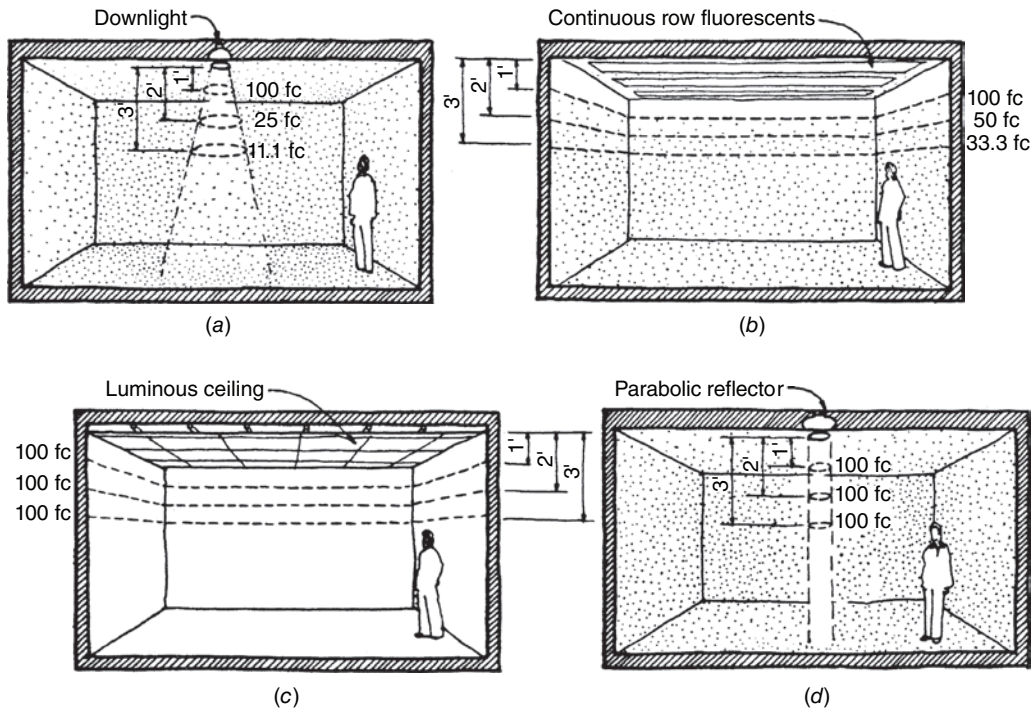 Downlight
1'
2'
3'
100 fc
25 fc
11.1 fc
(a)
Continuous row fluorescents
1'
2'
3'
100 fc
50 fc
33.3 fc
(b)
Luminous ceiling
100 fc
100 fc
100 fc
1'
2'
3'
(c)
Parabolic reflector
1'
2'
3'
100 fc
100 fc
100 fc
(d)